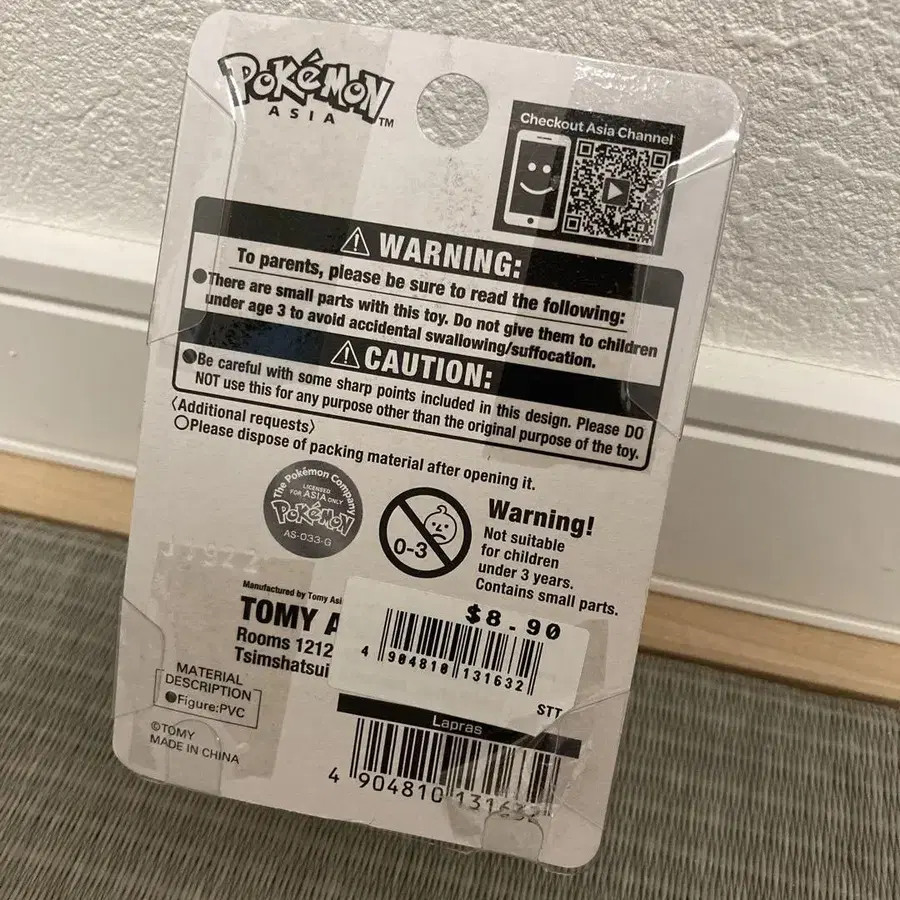 Pokémon
ASIA
TM
Checkout Asia Channel
WARNING:
To parents, please be sure to read the following:
●There are small parts with this toy. Do not give them to children
under age 3 to avoid accidental swallowing/suffocation.
CAUTION:
●Be careful with some sharp points included in this design. Please DO
NOT use this for any purpose other than the original purpose of the toy.
〈Additional requests〉
○Please dispose of packing material after opening it.
The Pokémon Company
LICENSED
FOR ASIA ONLY
Pokémon
AS-033-G
0-3
Warning!
Not suitable
for children
under 3 years.
Contains small parts.
Manufactured by Tomy
TOMY
Rooms 1212
Tsimshatsui
$8.90
4 904810 131632
STT
MATERIAL
DESCRIPTION
●Figure:PVC
©TOMY
MADE IN CHINA
Lapras
4 904810 131632